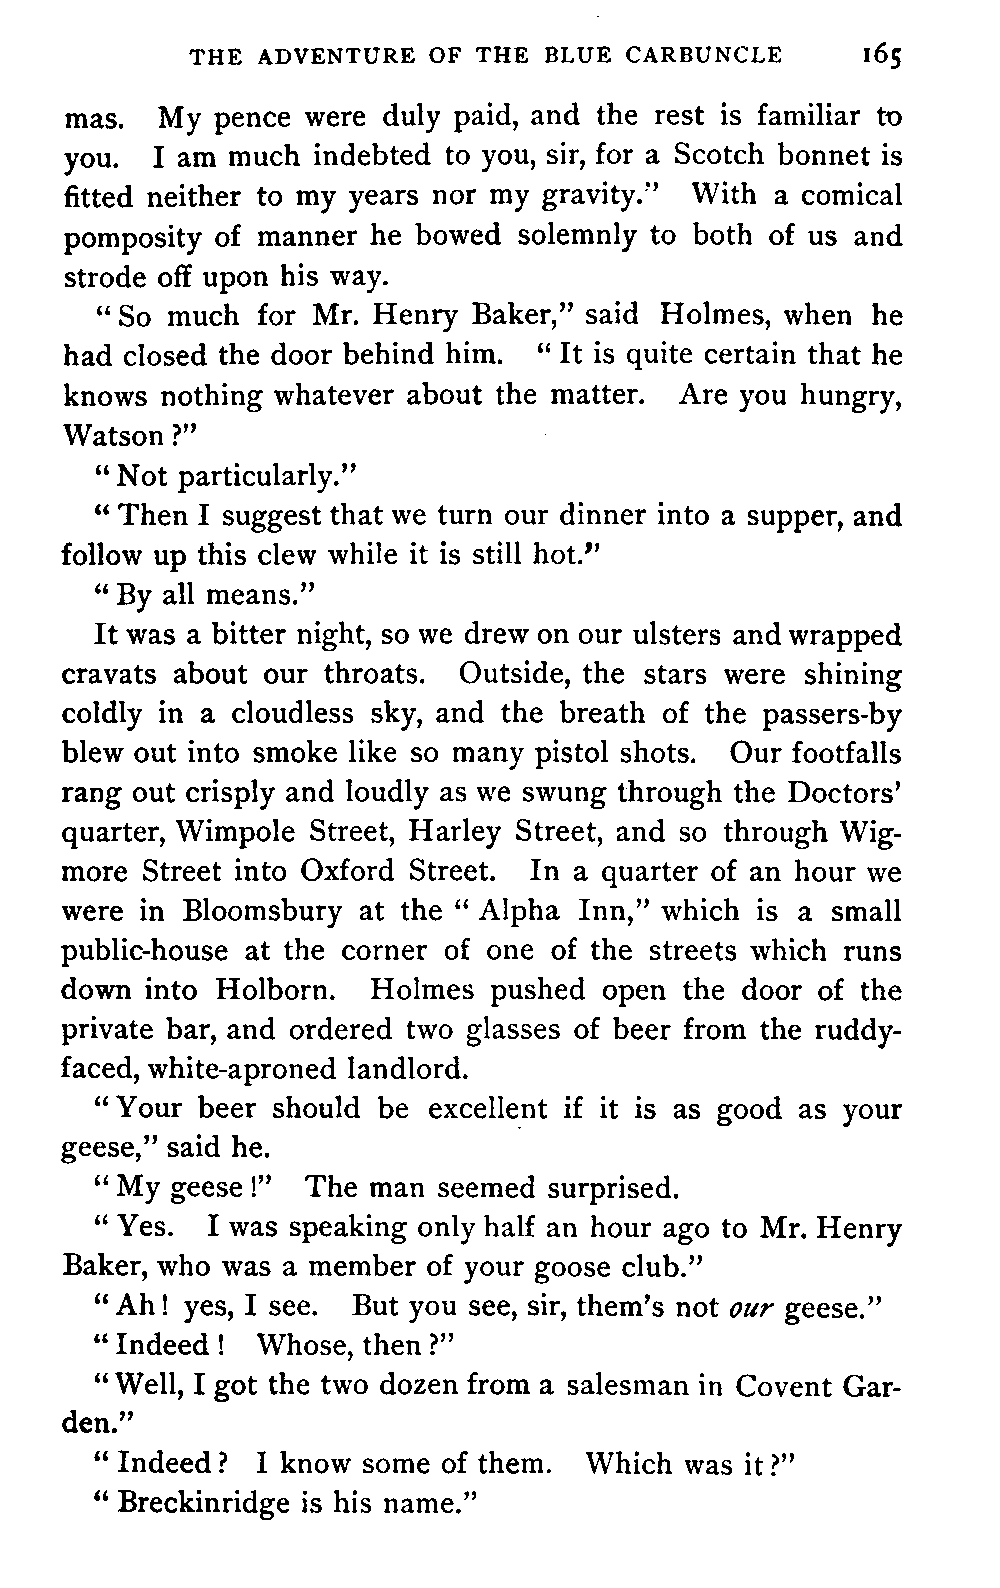 THE ADVENTURE OF THE BLUE CARBUNCLE 165
mas. My pence were duly paid, and the rest is familiar to
you. I am much indebted to you, sir, for a Scotch bonnet is
fitted neither to my years nor my gravity." With a comical
pomposity of manner he bowed solemnly to both of us and
strode off upon his way.
"So much for Mr. Henry Baker," said Holmes, when he
had closed the door behind him. "It is quite certain that he
knows nothing whatever about the matter. Are you hungry,
Watson?"
"Not particularly."
"Then I suggest that we turn our dinner into a supper, and
follow up this clew while it is still hot."
"By all means."
It was a bitter night, so we drew on our ulsters and wrapped
cravats about our throats. Outside, the stars were shining
coldly in a cloudless sky, and the breath of the passers-by
blew out into smoke like so many pistol shots. Our footfalls
rang out crisply and loudly as we swung through the Doctors'
quarter, Wimpole Street, Harley Street, and so through Wig-
more Street into Oxford Street. In a quarter of an hour we
were in Bloomsbury at the "Alpha Inn," which is a small
public-house at the corner of one of the streets which runs
down into Holborn. Holmes pushed open the door of the
private bar, and ordered two glasses of beer from the ruddy-
faced, white-aproned landlord.
"Your beer should be excellent if it is as good as your
geese," said he.
"My geese!" The man seemed surprised.
"Yes. I was speaking only half an hour ago to Mr. Henry
Baker, who was a member of your goose club."
"Ah! yes, I see. But you see, sir, them's not our geese."
"Indeed! Whose, then?"
"Well, I got the two dozen from a salesman in Covent Gar-
den."
"Indeed? I know some of them. Which was it?"
"Breckinridge is his name."